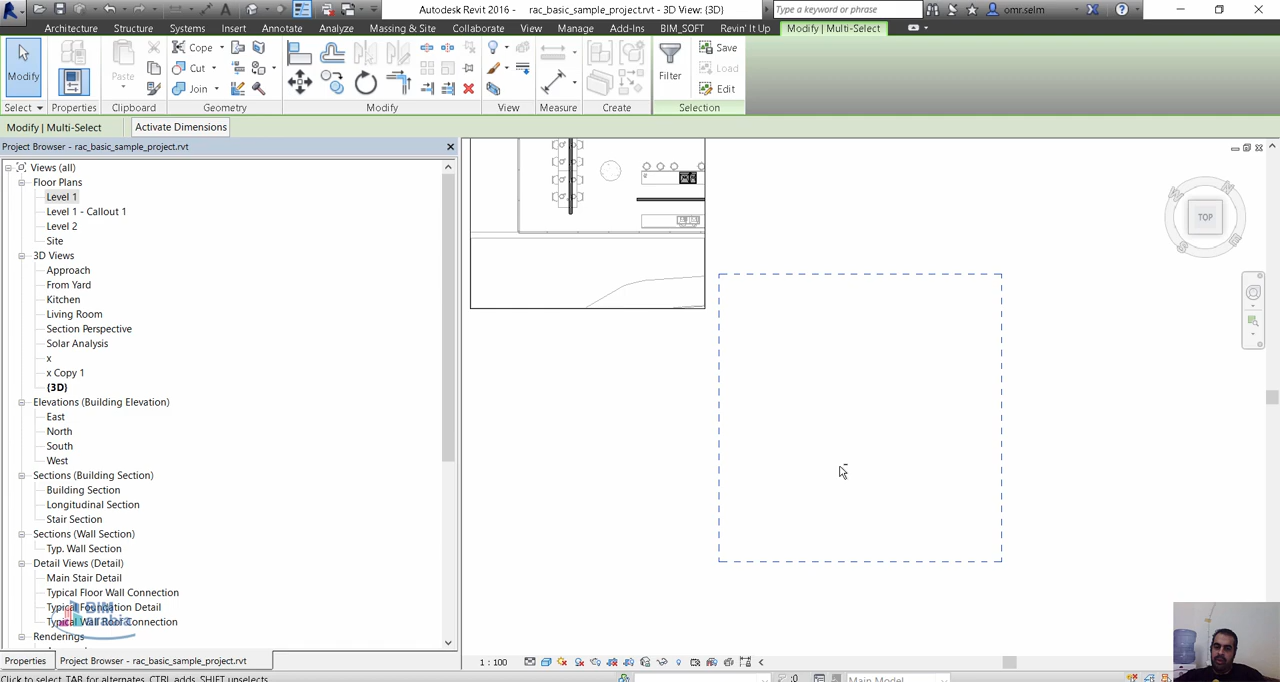 Autodesk Revit 2016 - rac_basic_sample_project.rvt - 3D View: {3D}
Type a keyword or phrase
omr.selm
Architecture Structure Systems Insert Annotate Analyze Massing & Site Collaborate View Manage Add-Ins Revin' It Up BIM_SOFT Modify | Multi-Select
Modify
Paste
Cope
Cut
Join
Filter
Save
Load
Edit
Select Properties Clipboard Geometry Modify View Measure Create Selection
Modify | Multi-Select Activate Dimensions
Project Browser - rac_basic_sample_project.rvt
Views (all)
Floor Plans
Level 1
Level 1 - Callout 1
Level 2
Site
3D Views
Approach
From Yard
Kitchen
Living Room
Section Perspective
Solar Analysis
x
x Copy 1
{3D}
Elevations (Building Elevation)
East
North
South
West
Sections (Building Section)
Building Section
Longitudinal Section
Stair Section
Sections (Wall Section)
Typ. Wall Section
Detail Views (Detail)
Main Stair Detail
Typical Floor Wall Connection
Typical Foundation Detail
Typical Wall Roof Connection
Renderings
BIM
arabia
TOP
N
W
S
E
Properties Project Browser - rac_basic_sample_project.rvt
1 : 100
Click to select, TAB for alternates, CTRL adds, SHIFT unselects.
:0
Main Model